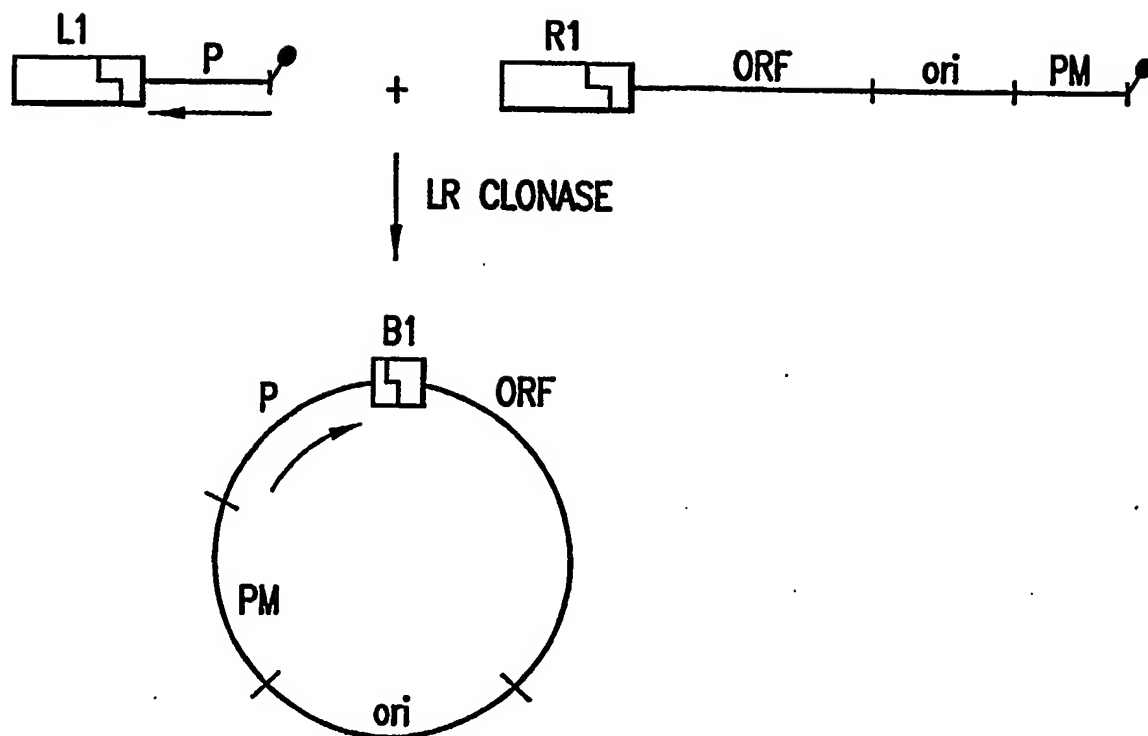 L1 P + R1 ORF ori PM
LR CLONASE
B1
P ORF
PM
ori